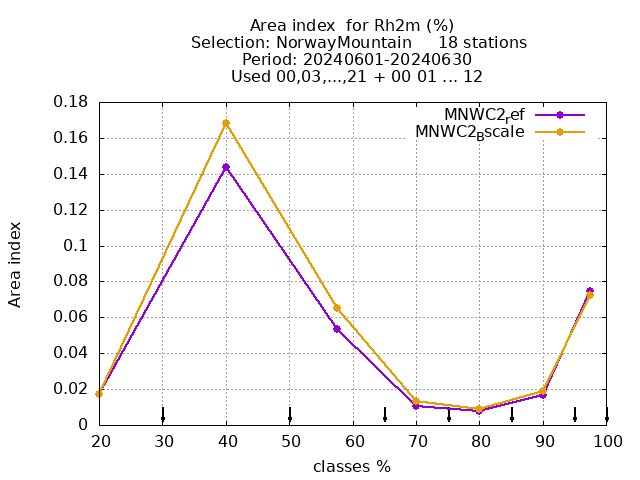 Area index  for Rh2m (%)
Selection: NorwayMountain     18 stations
Period: 20240601-20240630
Used 00,03,...,21 + 00 01 ... 12
MNWC2ref
MNWC2Bscale
0.18
0.16
0.14
0.12
0.1
0.08
0.06
0.04
0.02
0
Area index
20 30 40 50 60 70 80 90 100
classes %